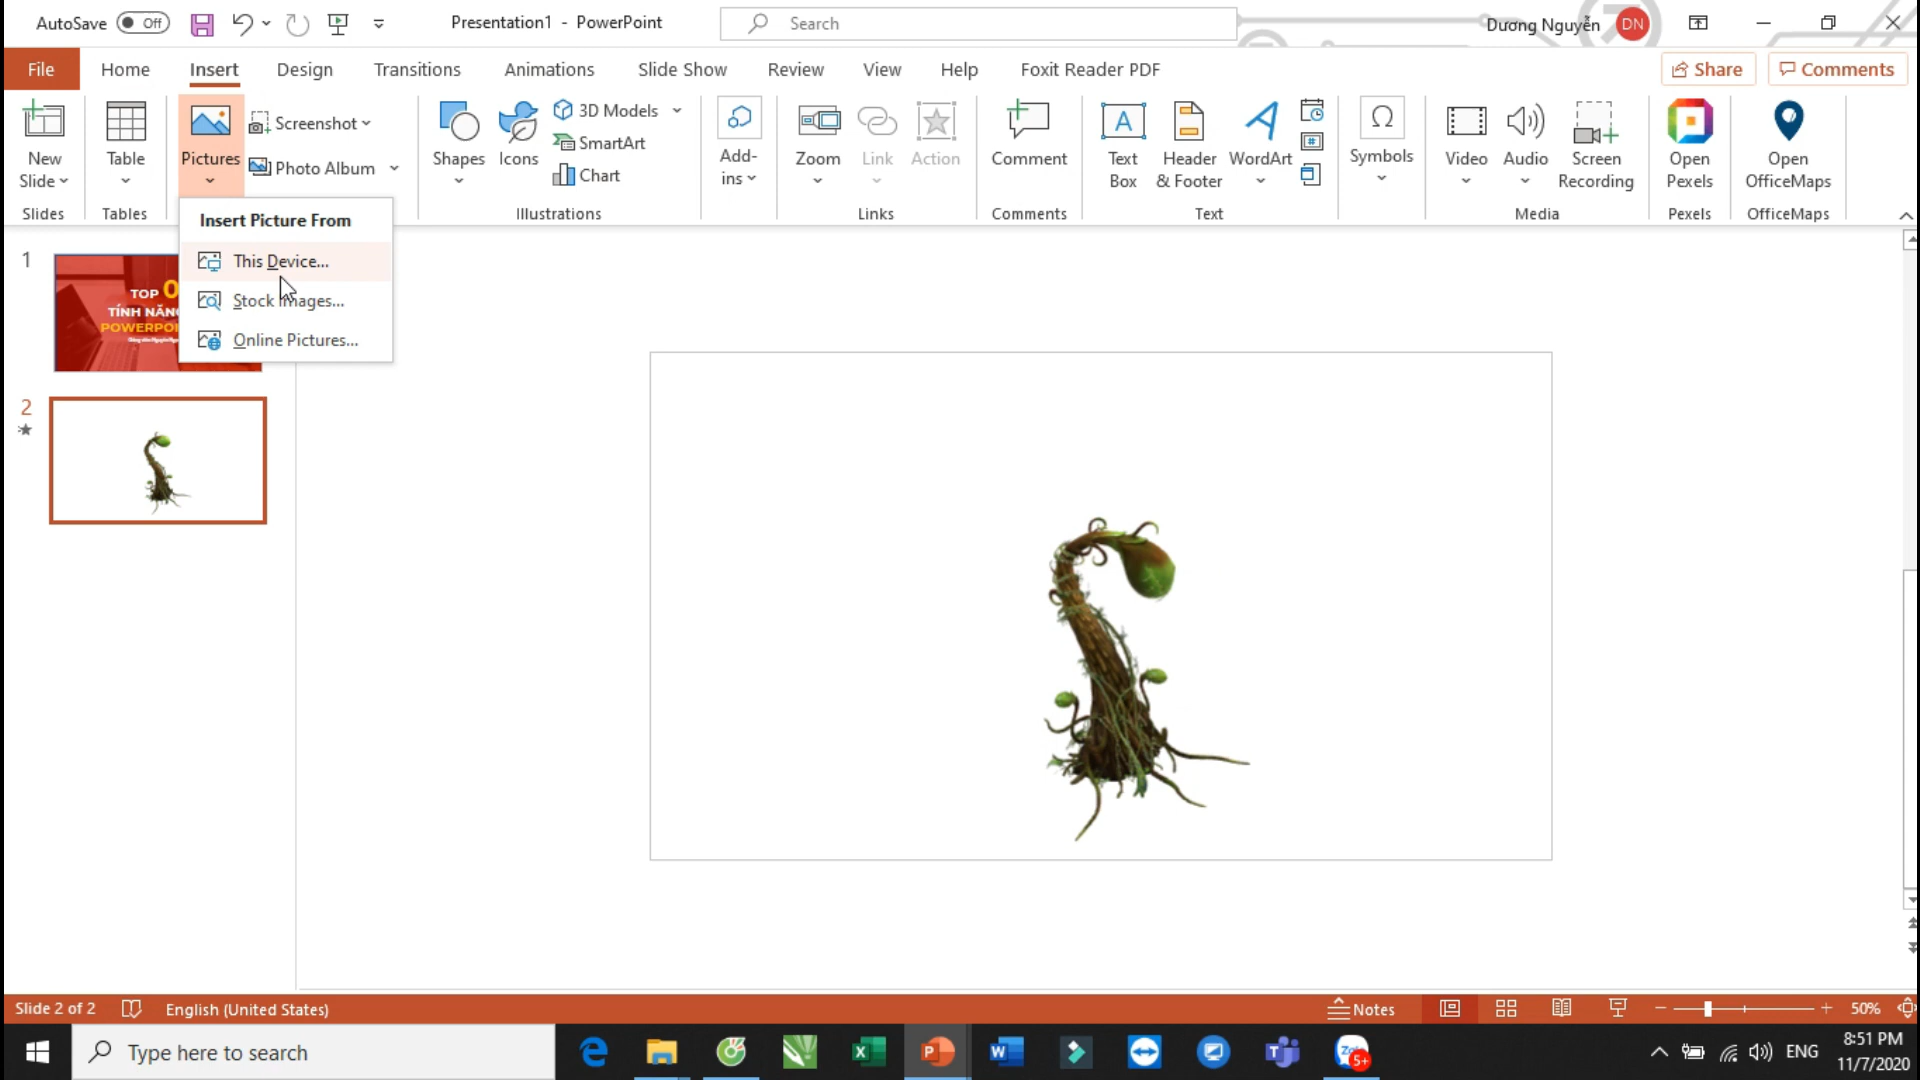 AutoSave Off
Presentation1 - PowerPoint
Search
Dương Nguyễn DN
File Home Insert Design Transitions Animations Slide Show Review View Help Foxit Reader PDF
Share Comments
New Slide
Table
Pictures
Screenshot
Photo Album
Shapes
Icons
3D Models
SmartArt
Chart
Add-ins
Zoom
Link
Action
Comment
Text Box
Header & Footer
WordArt
Symbols
Video
Audio
Screen Recording
Open Pexels
Open OfficeMaps
Slides Tables Illustrations Links Comments Text Media Pexels OfficeMaps
Insert Picture From
This Device...
Stock Images...
Online Pictures...
1
TOP 0
TÍNH NĂN
POWERPOI
2
Slide 2 of 2 English (United States) Notes 50%
Type here to search
ENG
8:51 PM
11/7/2020
5+